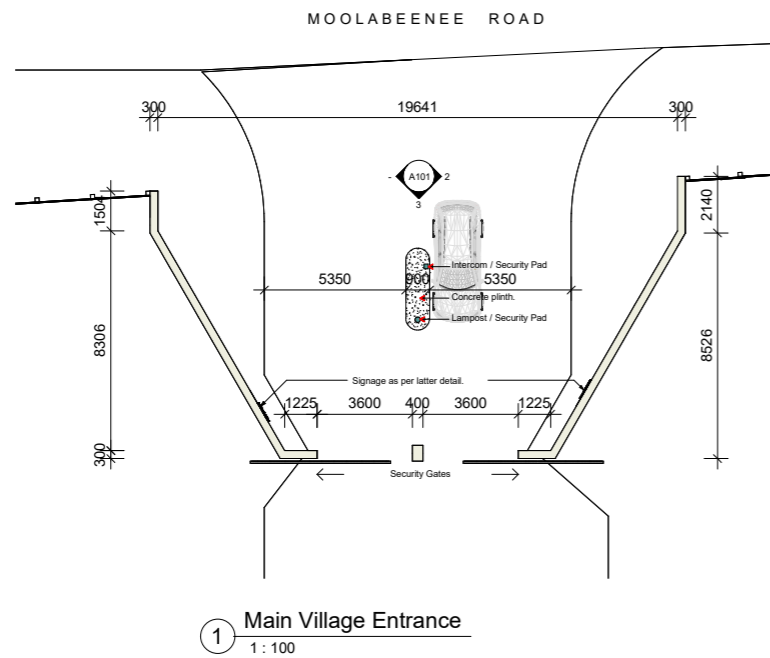 MOOLABEENEE ROAD
300 19641 300
A101
- 2
3
1504
2140
Intercom / Security Pad
5350 900 5350
Concrete plinth.
Lampost / Security Pad
8306
8526
Signage as per latter detail.
1225 3600 400 3600 1225
300
Security Gates
1 Main Village Entrance
1 : 100